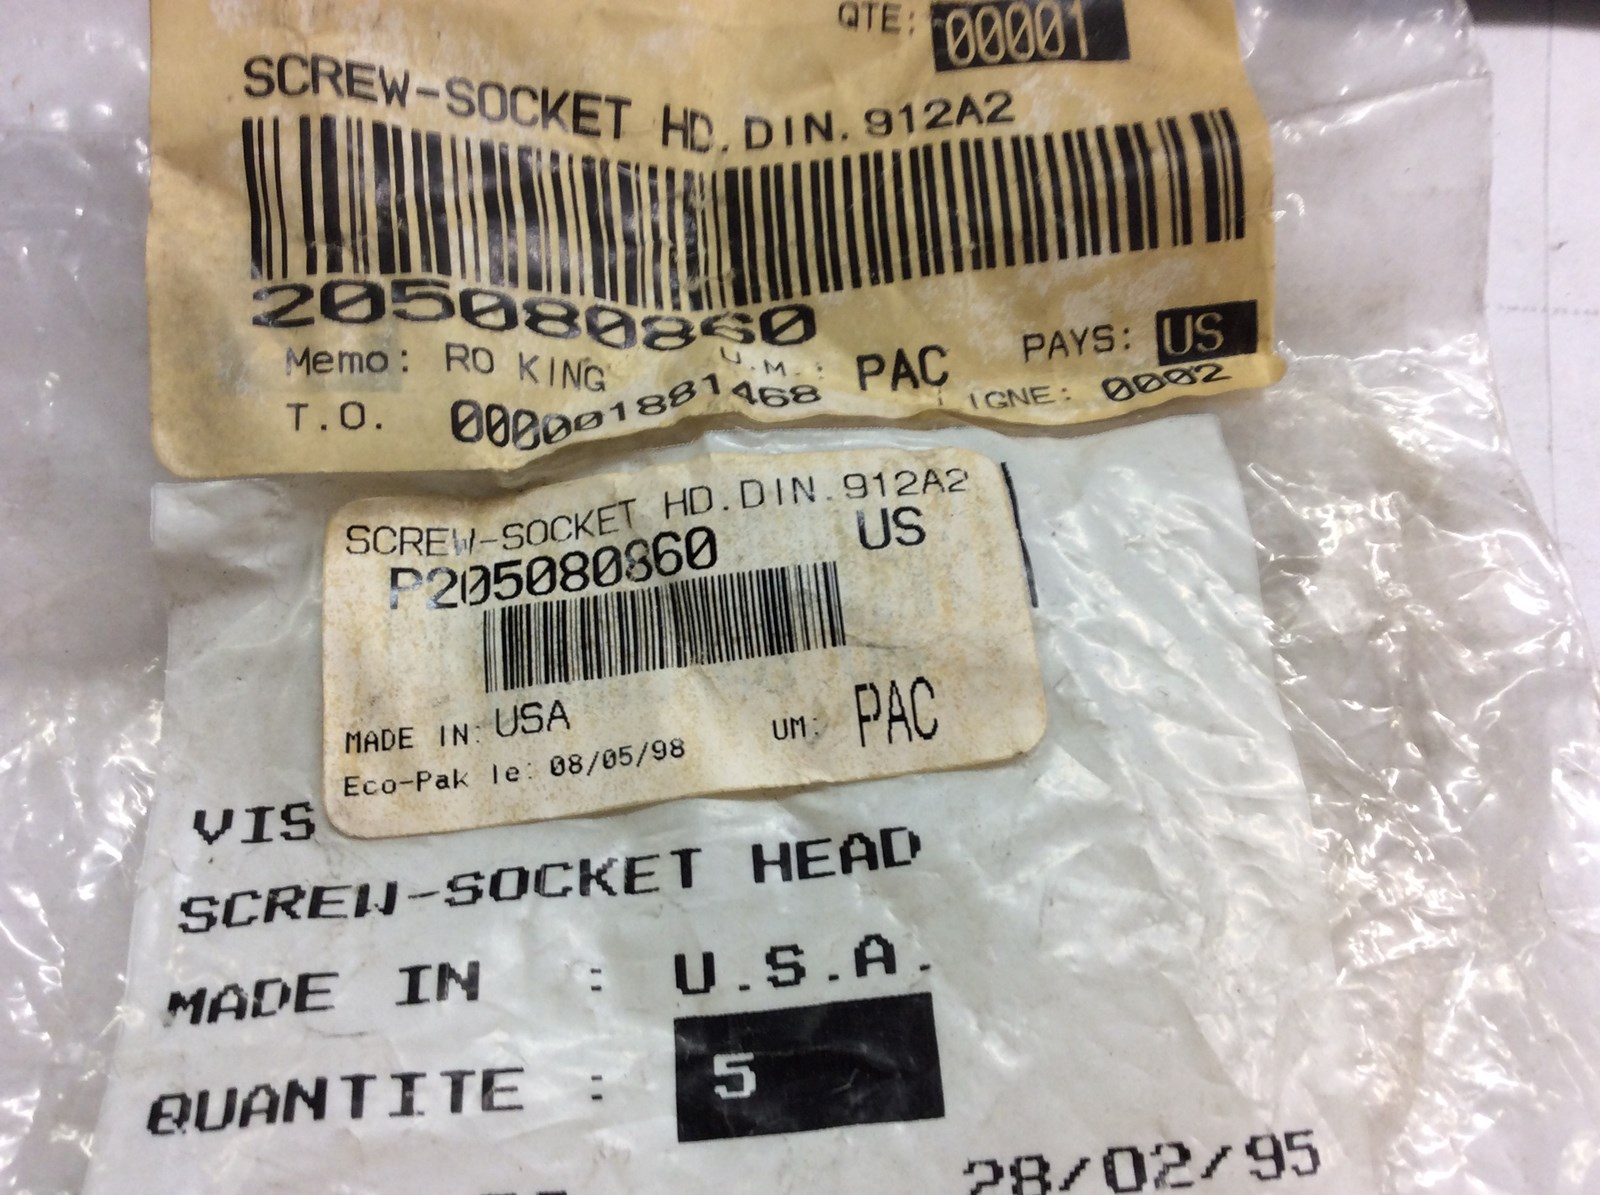 QTE: 00001
SCREW-SOCKET HD.DIN.912A2
205080860
Memo: RO KING U.M.: PAC PAYS: US
T.O. 000001881468 IGNE: 0002
SCREW-SOCKET HD.DIN.912A2
P205080860 US
MADE IN: USA UM: PAC
Eco-Pak le: 08/05/98
VIS
SCREW-SOCKET HEAD
MADE IN : U.S.A.
QUANTITE : 5
28/02/95